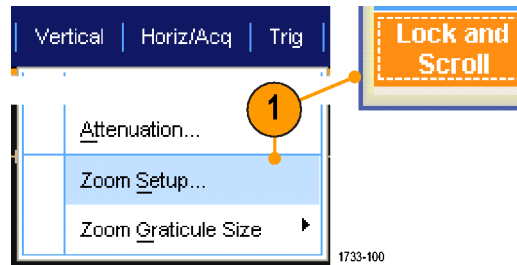 Vertical | Horiz/Acq | Trig |
Lock and
Scroll
1
Attenuation...
Zoom Setup...
Zoom Graticule Size
1733-100